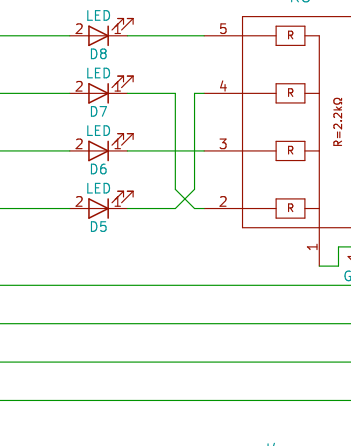 LED
2 1 5 R
D8
LED
2 1 4 R
D7
LED
2 1 3 R
D6
LED
2 1 2 R
D5
R=2.2kΩ
1
G